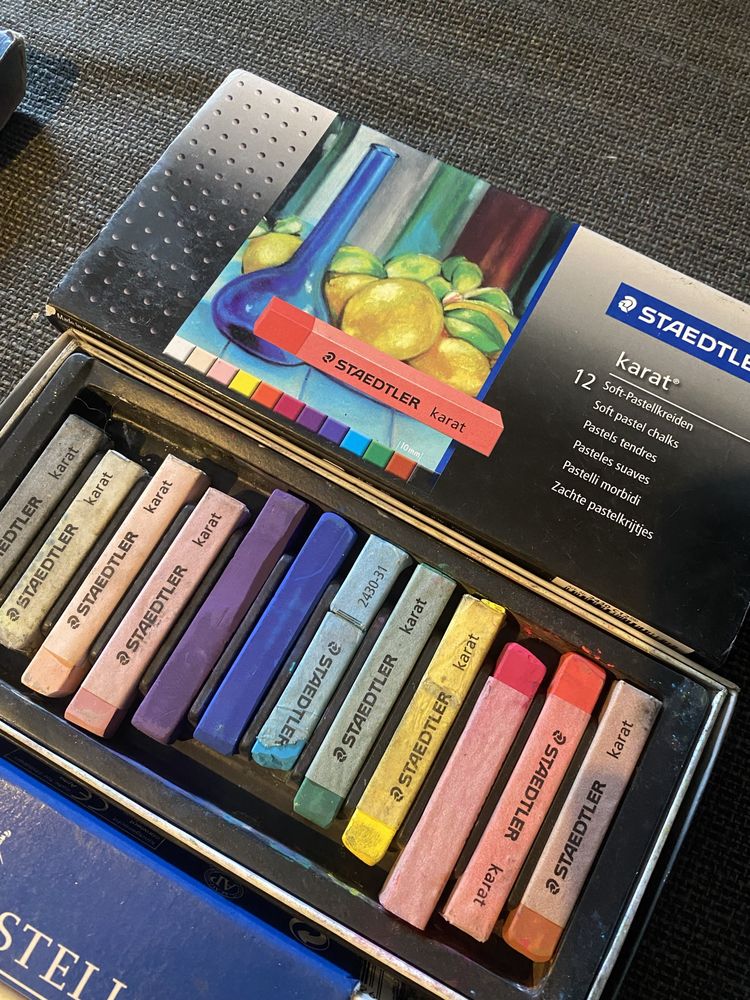 STAEDTLE
karat®
12 Soft-Pastellkreiden
Soft pastel chalks
Pastels tendres
Pasteles suaves
Pastelli morbidi
Zachte pastelkrijtjes
STAEDTLER karat
10mm
STAEDTLER karat
STAEDTLER karat
STAEDTLER karat
STAEDTLER karat
2430-31
STAEDTLER
STAEDTLER karat
STAEDTLER karat
STAEDTLER karat
STAEDTLER karat
STELL